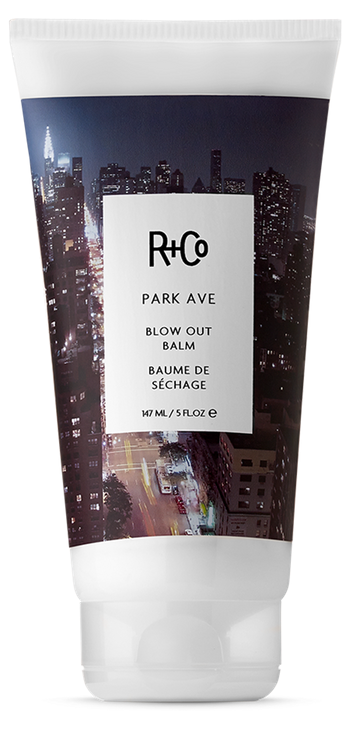 R+Co
PARK AVE
BLOW OUT
BALM
BAUME DE
SÉCHAGE
147 ML / 5 FL.OZ ℮